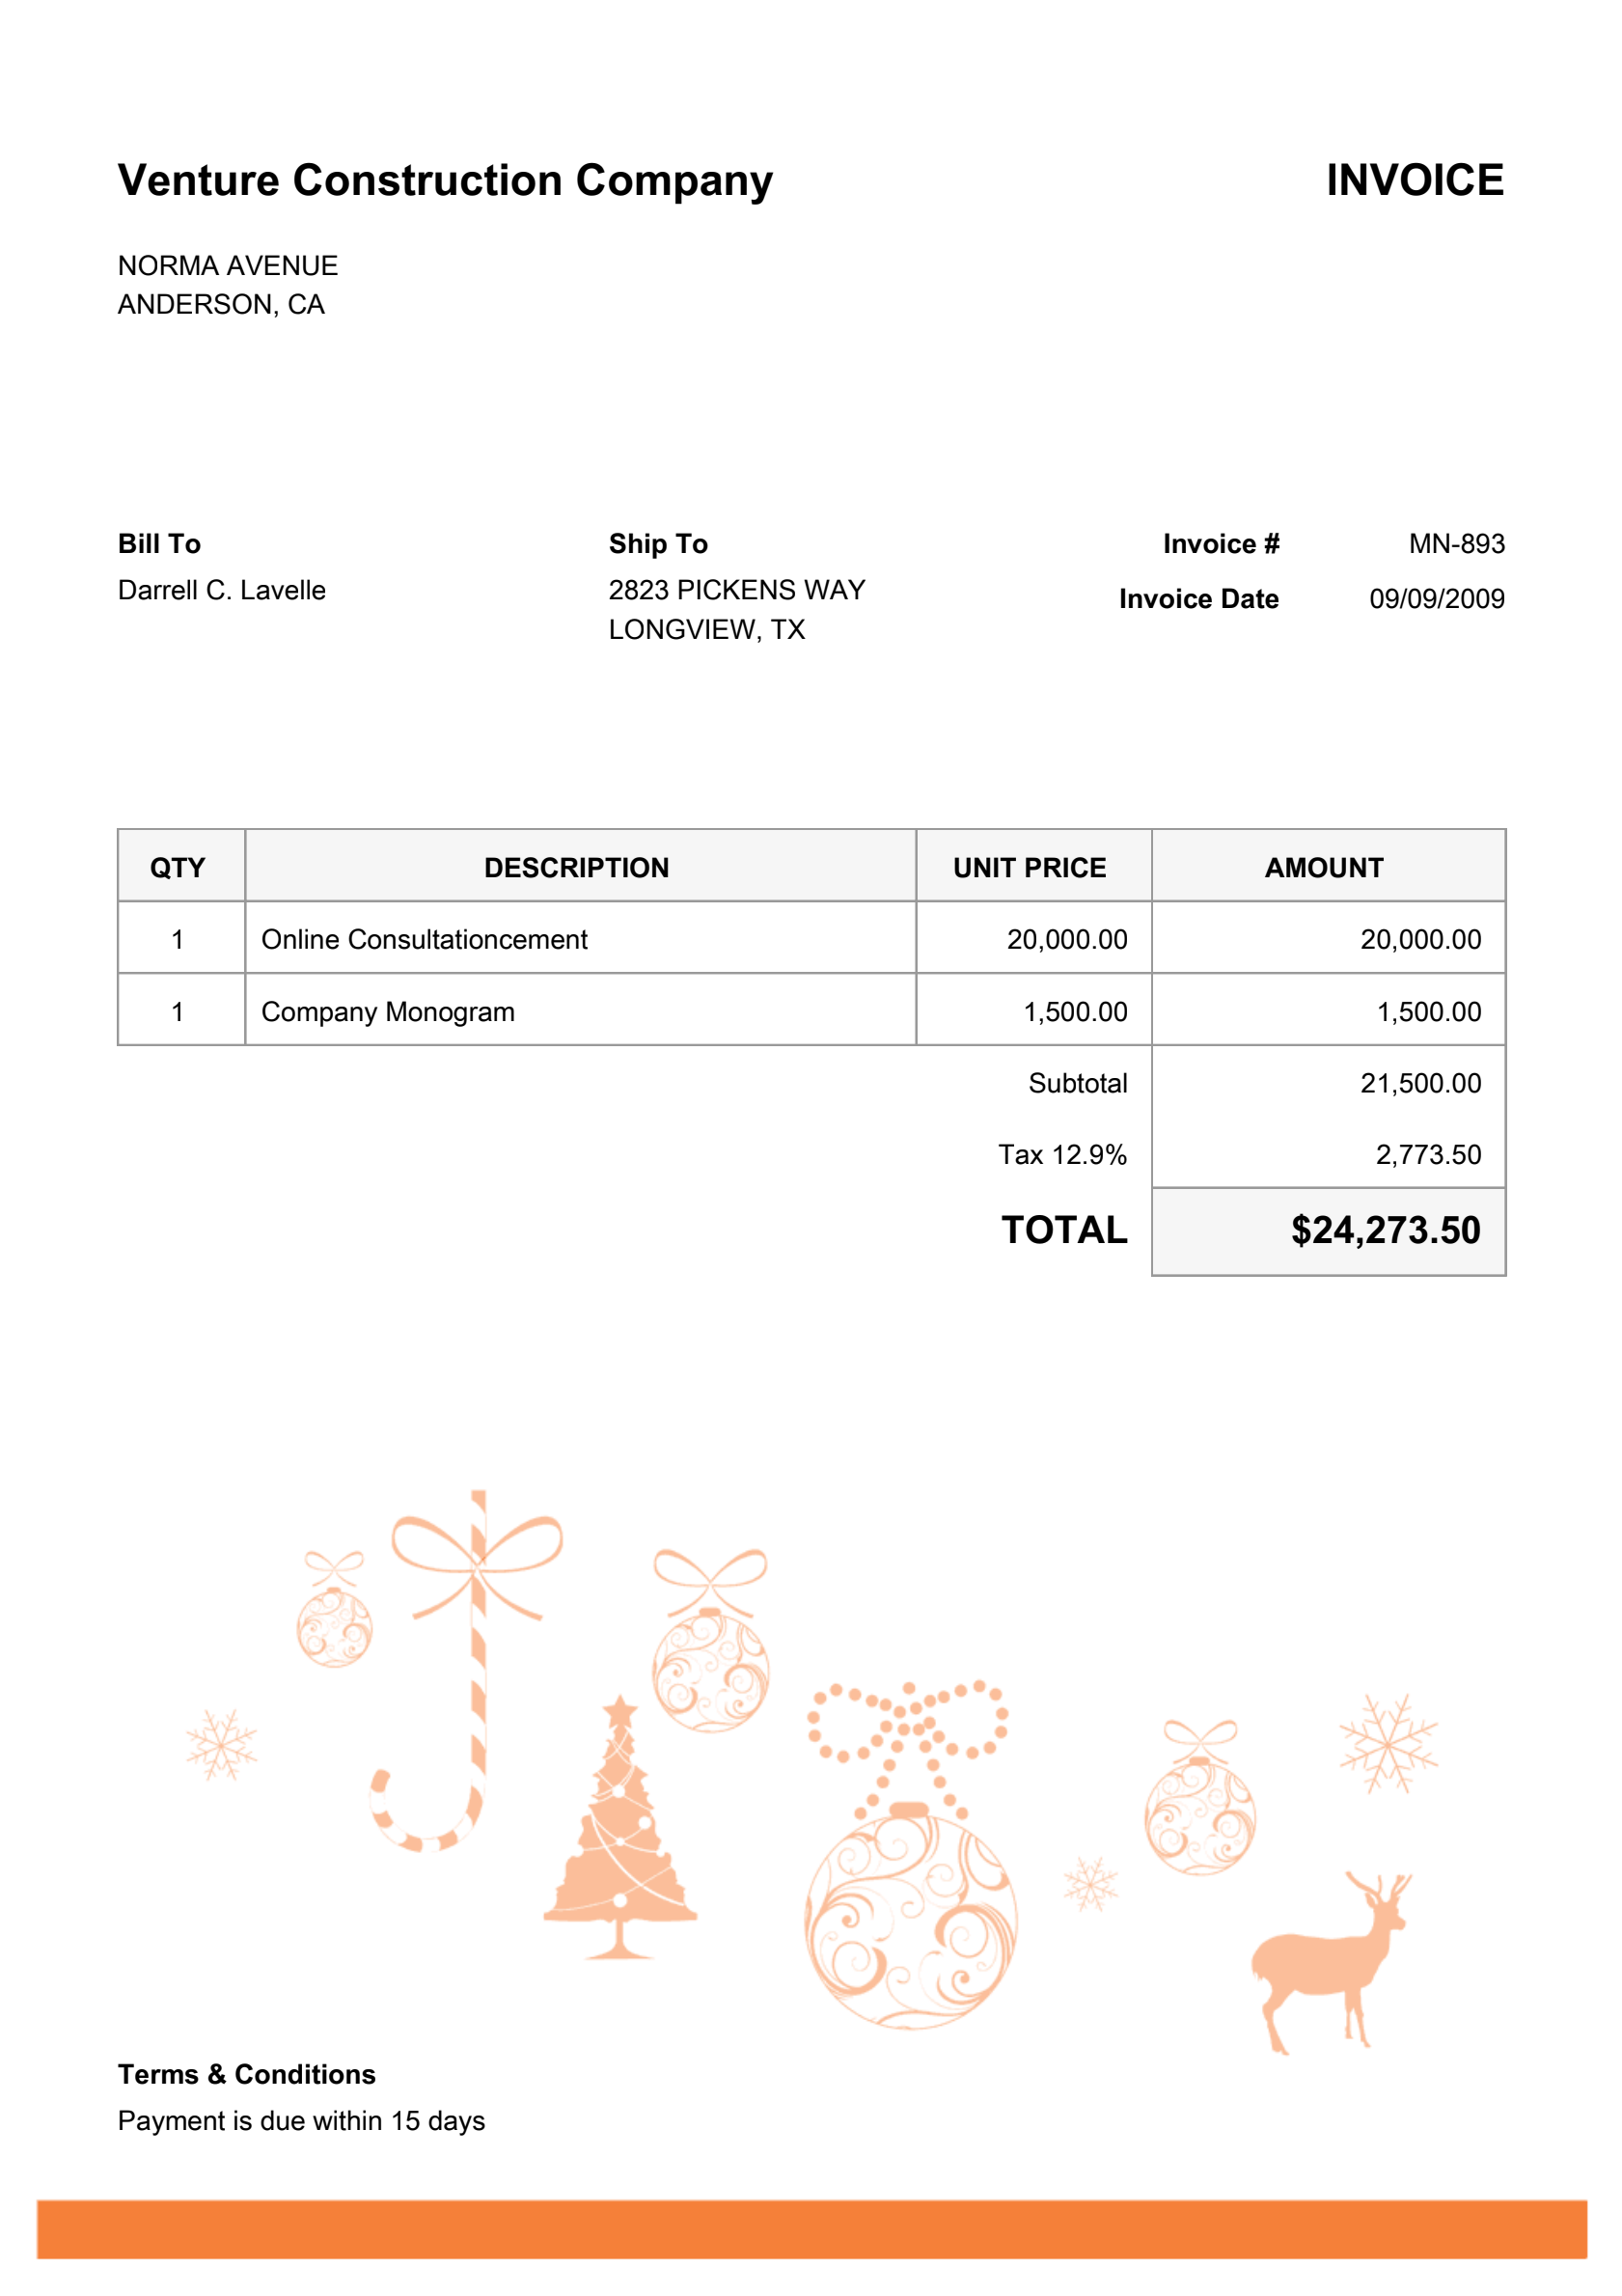 Venture Construction Company INVOICE
NORMA AVENUE
ANDERSON, CA
Bill To
Darrell C. Lavelle
Ship To
2823 PICKENS WAY
LONGVIEW, TX
Invoice # MN-893
Invoice Date 09/09/2009
QTY DESCRIPTION UNIT PRICE AMOUNT
1 Online Consultationcement 20,000.00 20,000.00
1 Company Monogram 1,500.00 1,500.00
Subtotal 21,500.00
Tax 12.9% 2,773.50
TOTAL $24,273.50
Terms & Conditions
Payment is due within 15 days